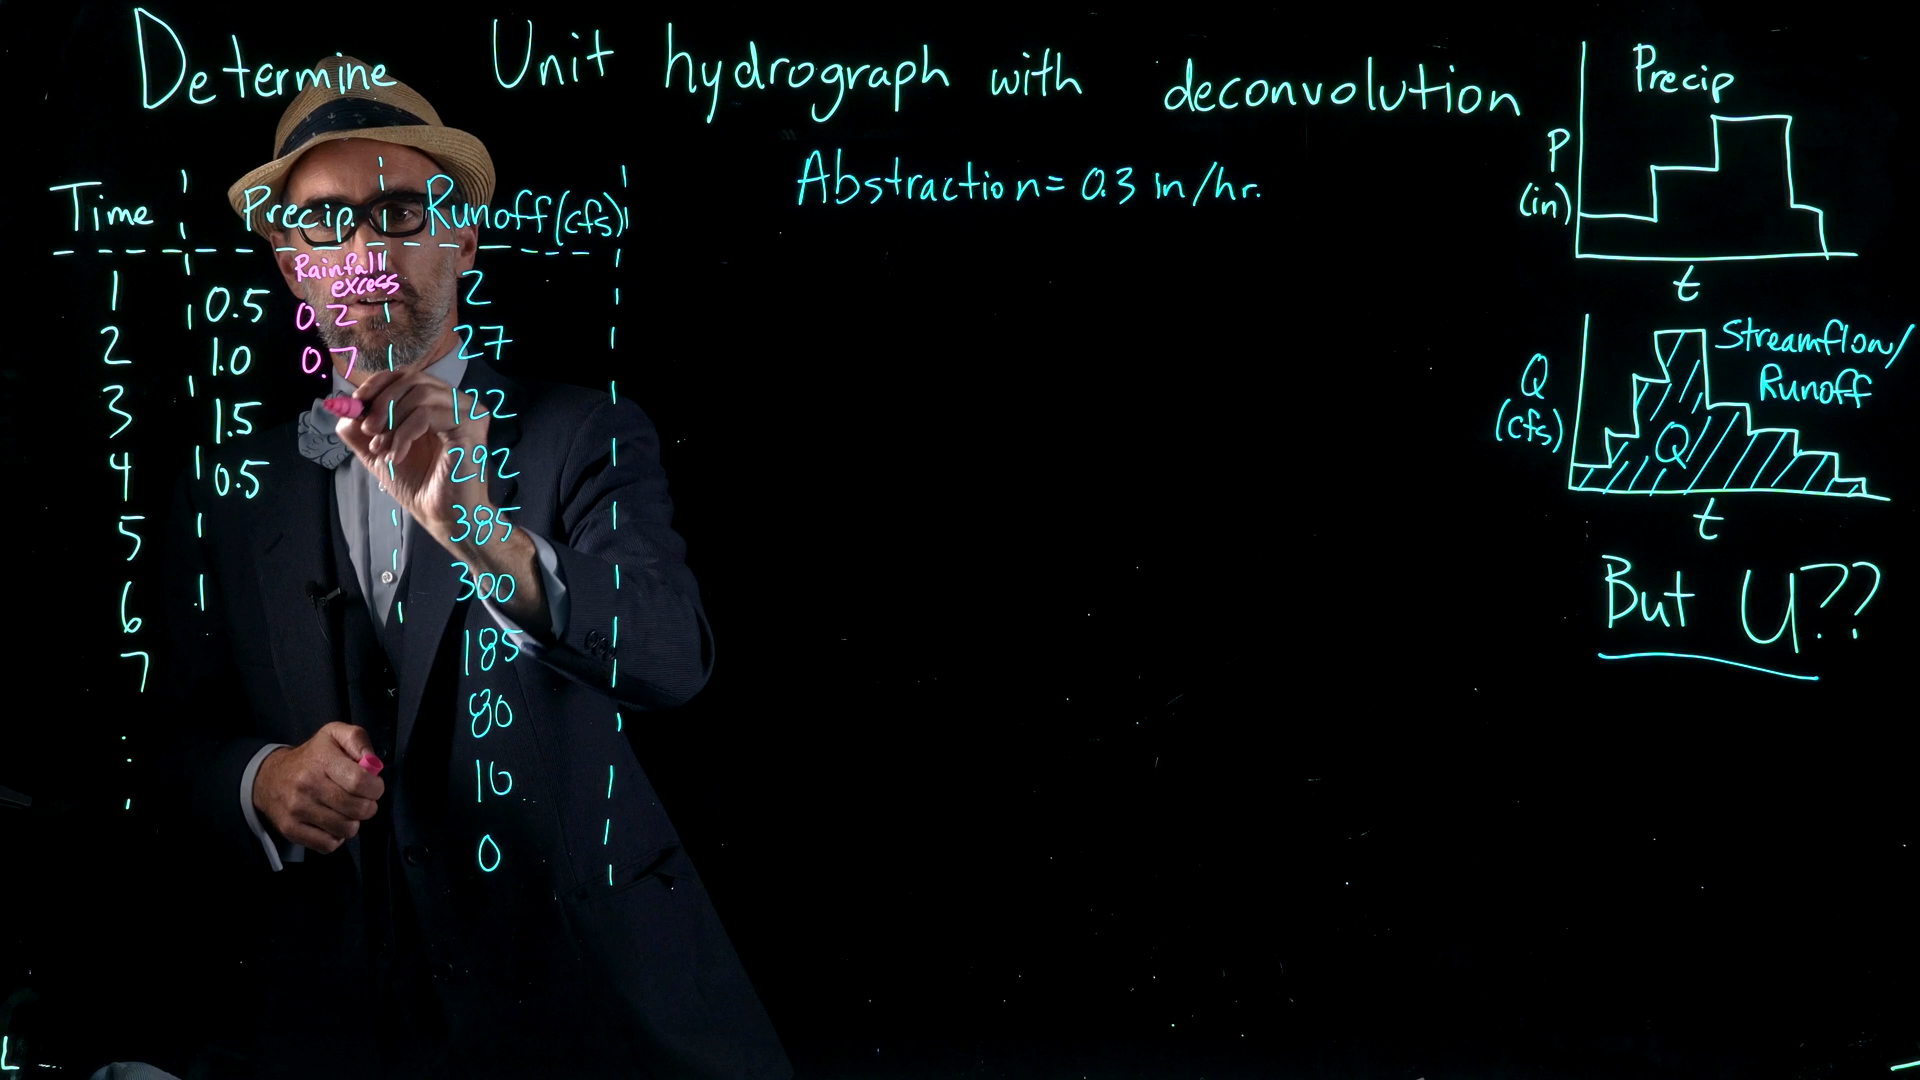 Determine Unit hydrograph with deconvolution
Abstraction = 0.3 in/hr.
Time Precip. Runoff (cfs)
Rainfall
excess
1 0.5 0.2 2
2 1.0 0.7 27
3 1.5 122
4 0.5 292
5 385
6 300
7 185
80
10
0
Precip
P
(in)
t
Streamflow/
Runoff
Q
(cfs)
Q
t
But U??